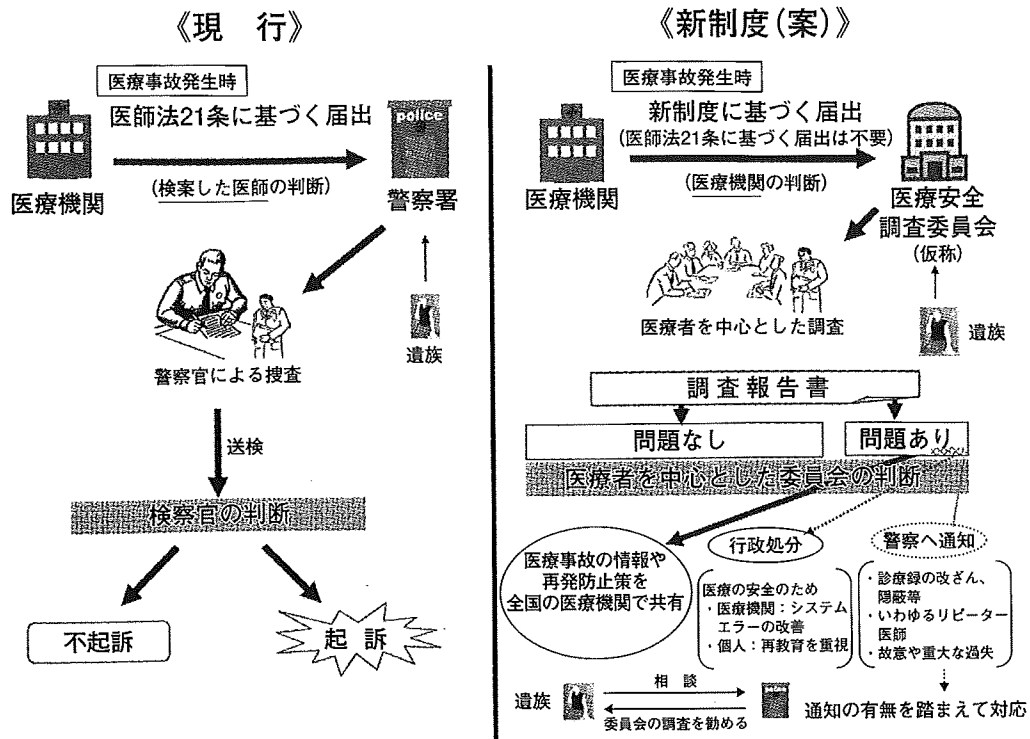 《現 行》
医療事故発生時
医師法21条に基づく届出
police
(検案した医師の判断)
医療機関
警察署
遺族
警察官による捜査
送検
検察官の判断
不起訴
起 訴
《新制度(案)》
医療事故発生時
新制度に基づく届出
(医師法21条に基づく届出は不要)
(医療機関の判断)
医療機関
医療安全
調査委員会
(仮称)
医療者を中心とした調査
遺族
調 査 報 告 書
問題なし
問題あり
医療者を中心とした委員会の判断
医療事故の情報や
再発防止策を
全国の医療機関で共有
行政処分
医療の安全のため
・医療機関：システム
エラーの改善
・個人：再教育を重視
警察へ通知
・診療録の改ざん、
隠蔽等
・いわゆるリピーター
医師
・故意や重大な過失
遺族
相 談
委員会の調査を勧める
通知の有無を踏まえて対応